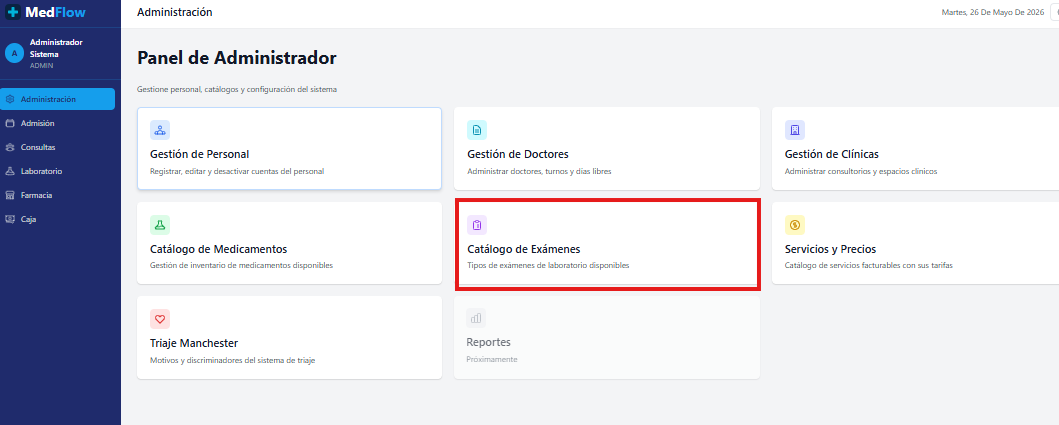 MedFlow
Administración
Martes, 26 De Mayo De 2026
A
Administrador
Sistema
ADMIN
Administración
Admisión
Consultas
Laboratorio
Farmacia
Caja
Panel de Administrador
Gestione personal, catálogos y configuración del sistema
Gestión de Personal
Registrar, editar y desactivar cuentas del personal
Gestión de Doctores
Administrar doctores, turnos y días libres
Gestión de Clínicas
Administrar consultorios y espacios clínicos
Catálogo de Medicamentos
Gestión de inventario de medicamentos disponibles
Catálogo de Exámenes
Tipos de exámenes de laboratorio disponibles
Servicios y Precios
Catálogo de servicios facturables con sus tarifas
Triaje Manchester
Motivos y discriminadores del sistema de triaje
Reportes
Próximamente